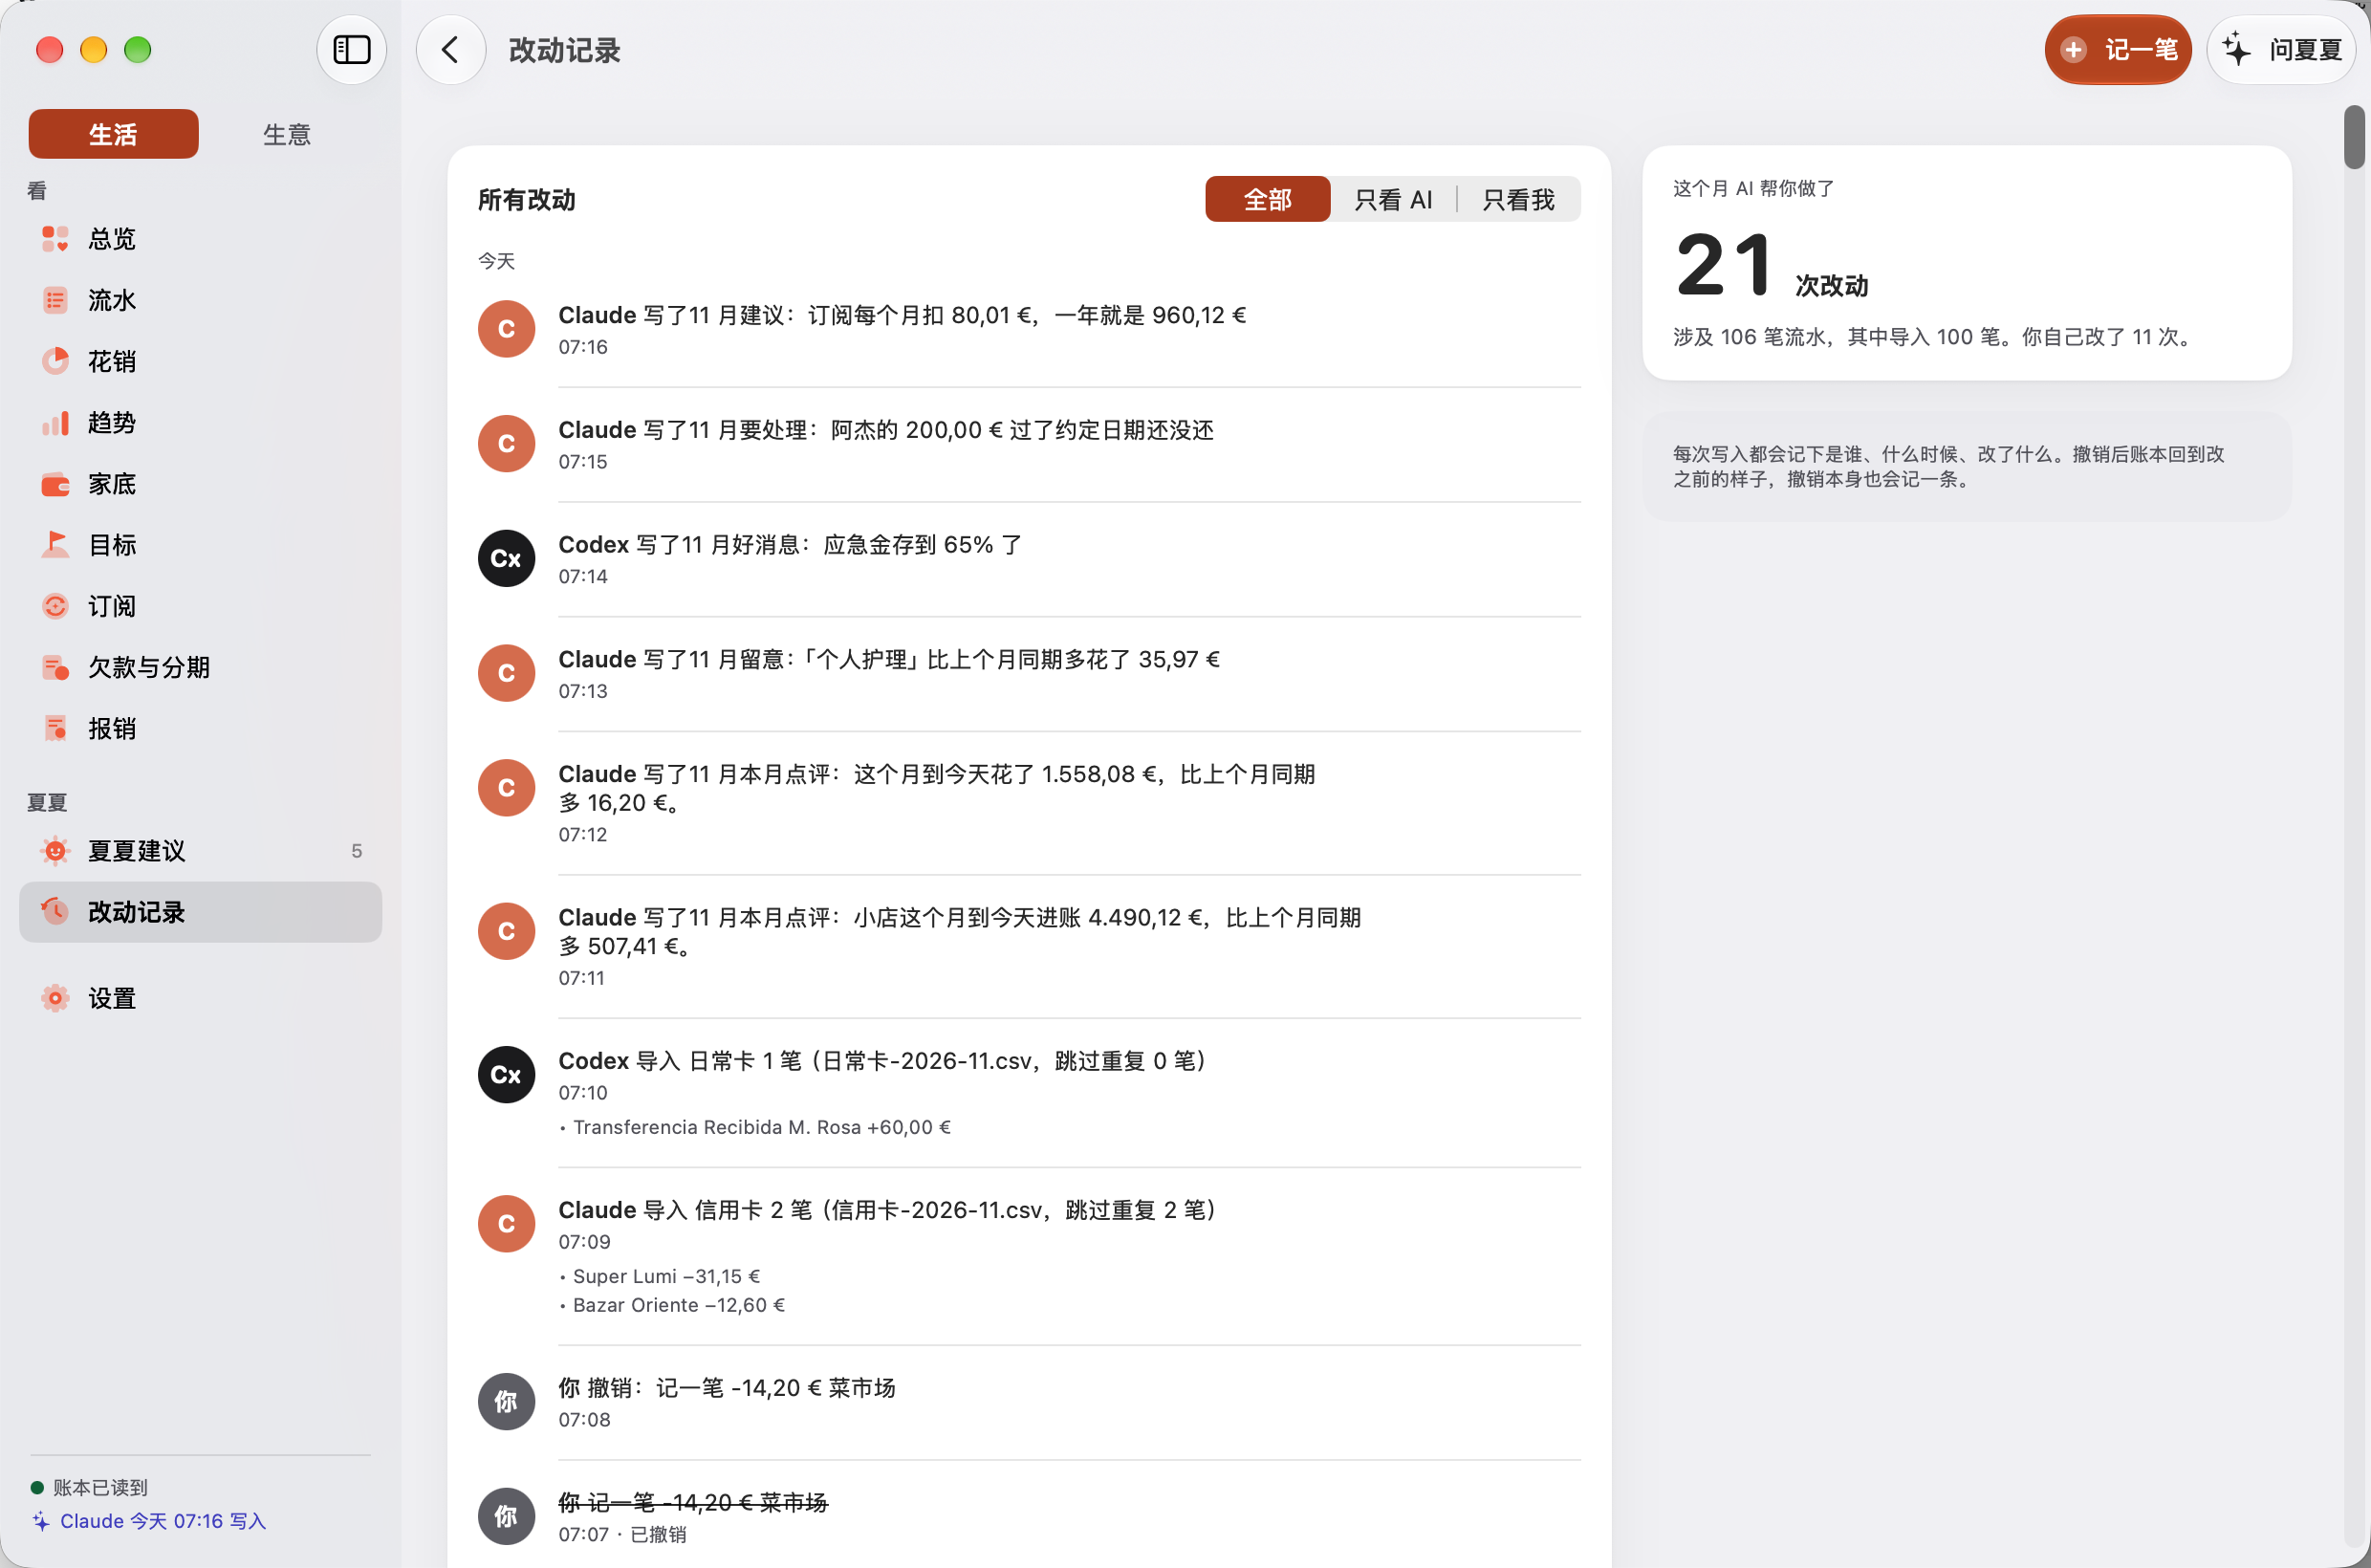 改动记录
记一笔
问夏夏
生活
生意
看
总览
流水
花销
趋势
家底
目标
订阅
欠款与分期
报销
夏夏
夏夏建议 5
改动记录
设置
账本已读到
Claude 今天 07:16 写入
所有改动
全部
只看 AI
只看我
今天
C
Claude 写了11 月建议：订阅每个月扣 80,01 €，一年就是 960,12 €
07:16
C
Claude 写了11 月要处理：阿杰的 200,00 € 过了约定日期还没还
07:15
Cx
Codex 写了11 月好消息：应急金存到 65% 了
07:14
C
Claude 写了11 月留意：「个人护理」比上个月同期多花了 35,97 €
07:13
C
Claude 写了11 月本月点评：这个月到今天花了 1.558,08 €，比上个月同期
多 16,20 €。
07:12
C
Claude 写了11 月本月点评：小店这个月到今天进账 4.490,12 €，比上个月同期
多 507,41 €。
07:11
Cx
Codex 导入 日常卡 1 笔（日常卡-2026-11.csv，跳过重复 0 笔）
07:10
• Transferencia Recibida M. Rosa +60,00 €
C
Claude 导入 信用卡 2 笔（信用卡-2026-11.csv，跳过重复 2 笔）
07:09
• Super Lumi −31,15 €
• Bazar Oriente −12,60 €
你
你 撤销：记一笔 -14,20 € 菜市场
07:08
你
你 记一笔 -14,20 € 菜市场
07:07 · 已撤销
这个月 AI 帮你做了
21 次改动
涉及 106 笔流水，其中导入 100 笔。你自己改了 11 次。
每次写入都会记下是谁、什么时候、改了什么。撤销后账本回到改
之前的样子，撤销本身也会记一条。